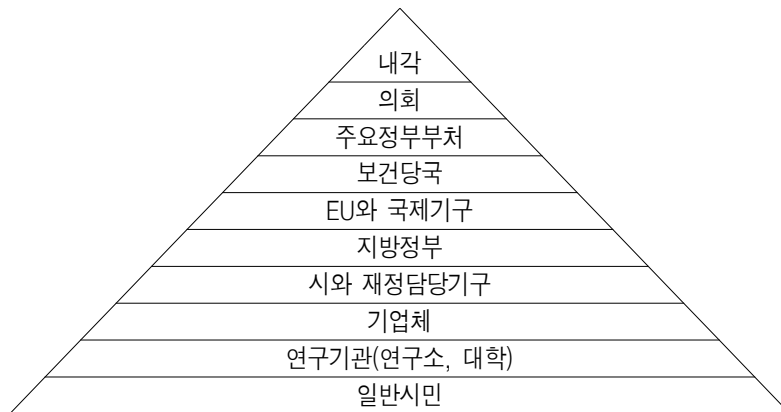 내각
의회
주요정부부처
보건당국
EU와 국제기구
지방정부
시와 재정담당기구
기업체
연구기관(연구소, 대학)
일반시민